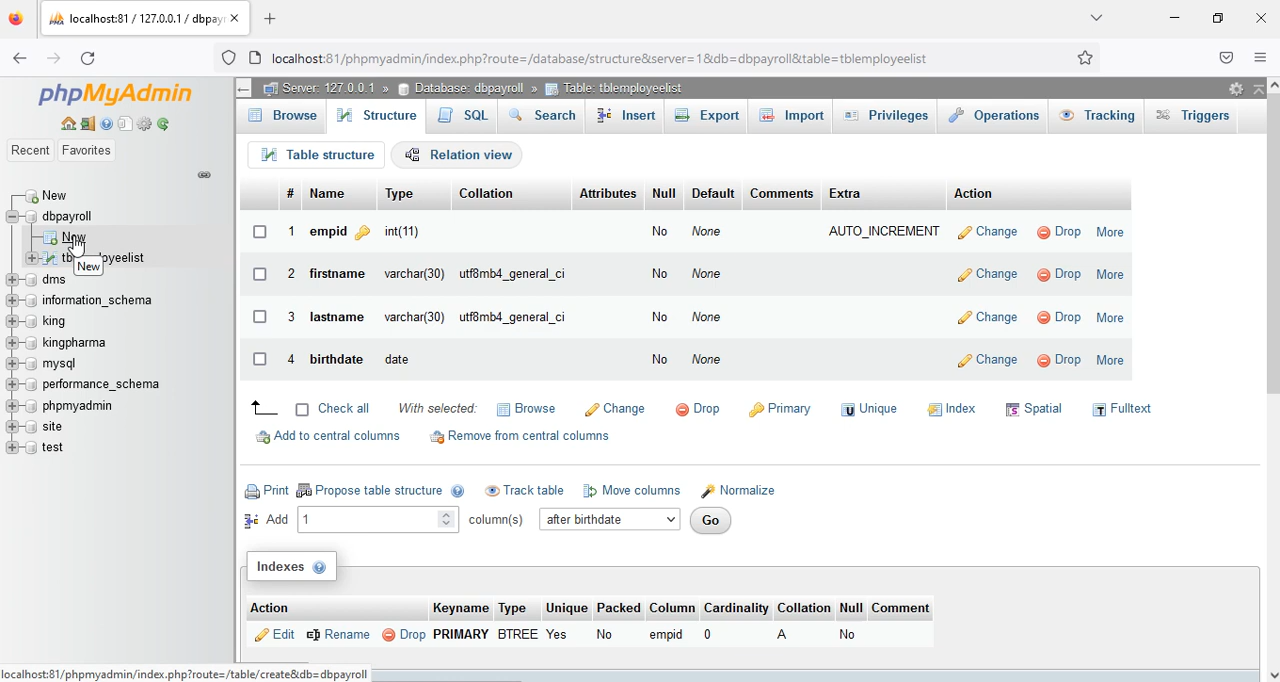 localhost:81 / 127.0.0.1 / dbpayr
localhost:81/phpmyadmin/index.php?route=/database/structure&server=1&db=dbpayroll&table=tblemployeelist
phpMyAdmin
Recent Favorites
New
dbpayroll
New
tb oyeelist
New
dms
information_schema
king
kingpharma
mysql
performance_schema
phpmyadmin
site
test
Server: 127.0.0.1 » Database: dbpayroll » Table: tblemployeelist
Browse Structure SQL Search Insert Export Import Privileges Operations Tracking Triggers
Table structure Relation view
# Name Type Collation Attributes Null Default Comments Extra Action
1 empid int(11) No None AUTO_INCREMENT Change Drop More
2 firstname varchar(30) utf8mb4_general_ci No None Change Drop More
3 lastname varchar(30) utf8mb4_general_ci No None Change Drop More
4 birthdate date No None Change Drop More
Check all With selected: Browse Change Drop Primary Unique Index Spatial Fulltext
Add to central columns Remove from central columns
Print Propose table structure Track table Move columns Normalize
Add 1 column(s) after birthdate Go
Indexes
Action Keyname Type Unique Packed Column Cardinality Collation Null Comment
Edit Rename Drop PRIMARY BTREE Yes No empid 0 A No
localhost:81/phpmyadmin/index.php?route=/table/create&db=dbpayroll